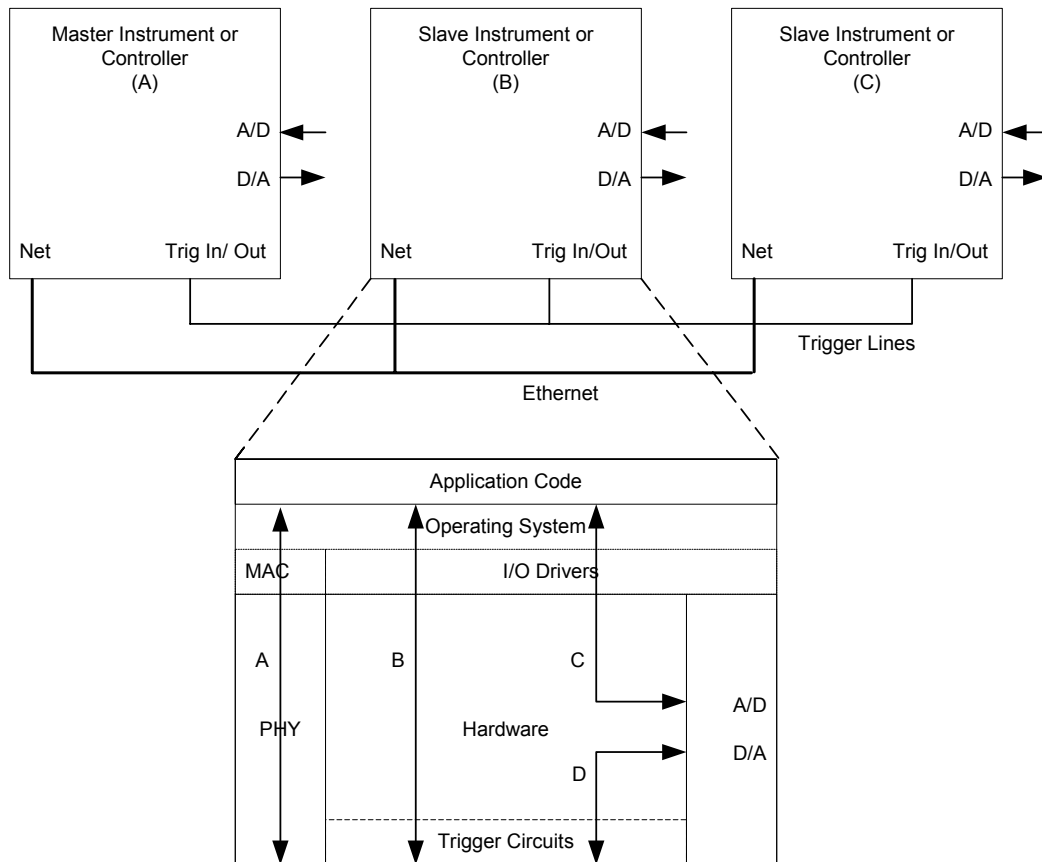 Master Instrument or
Controller
(A)
A/D
D/A
Net
Trig In/ Out
Slave Instrument or
Controller
(B)
A/D
D/A
Net
Trig In/Out
Slave Instrument or
Controller
(C)
A/D
D/A
Net
Trig In/Out
Trigger Lines
Ethernet
Application Code
Operating System
MAC
I/O Drivers
A
B
C
PHY
Hardware
A/D
D/A
D
Trigger Circuits